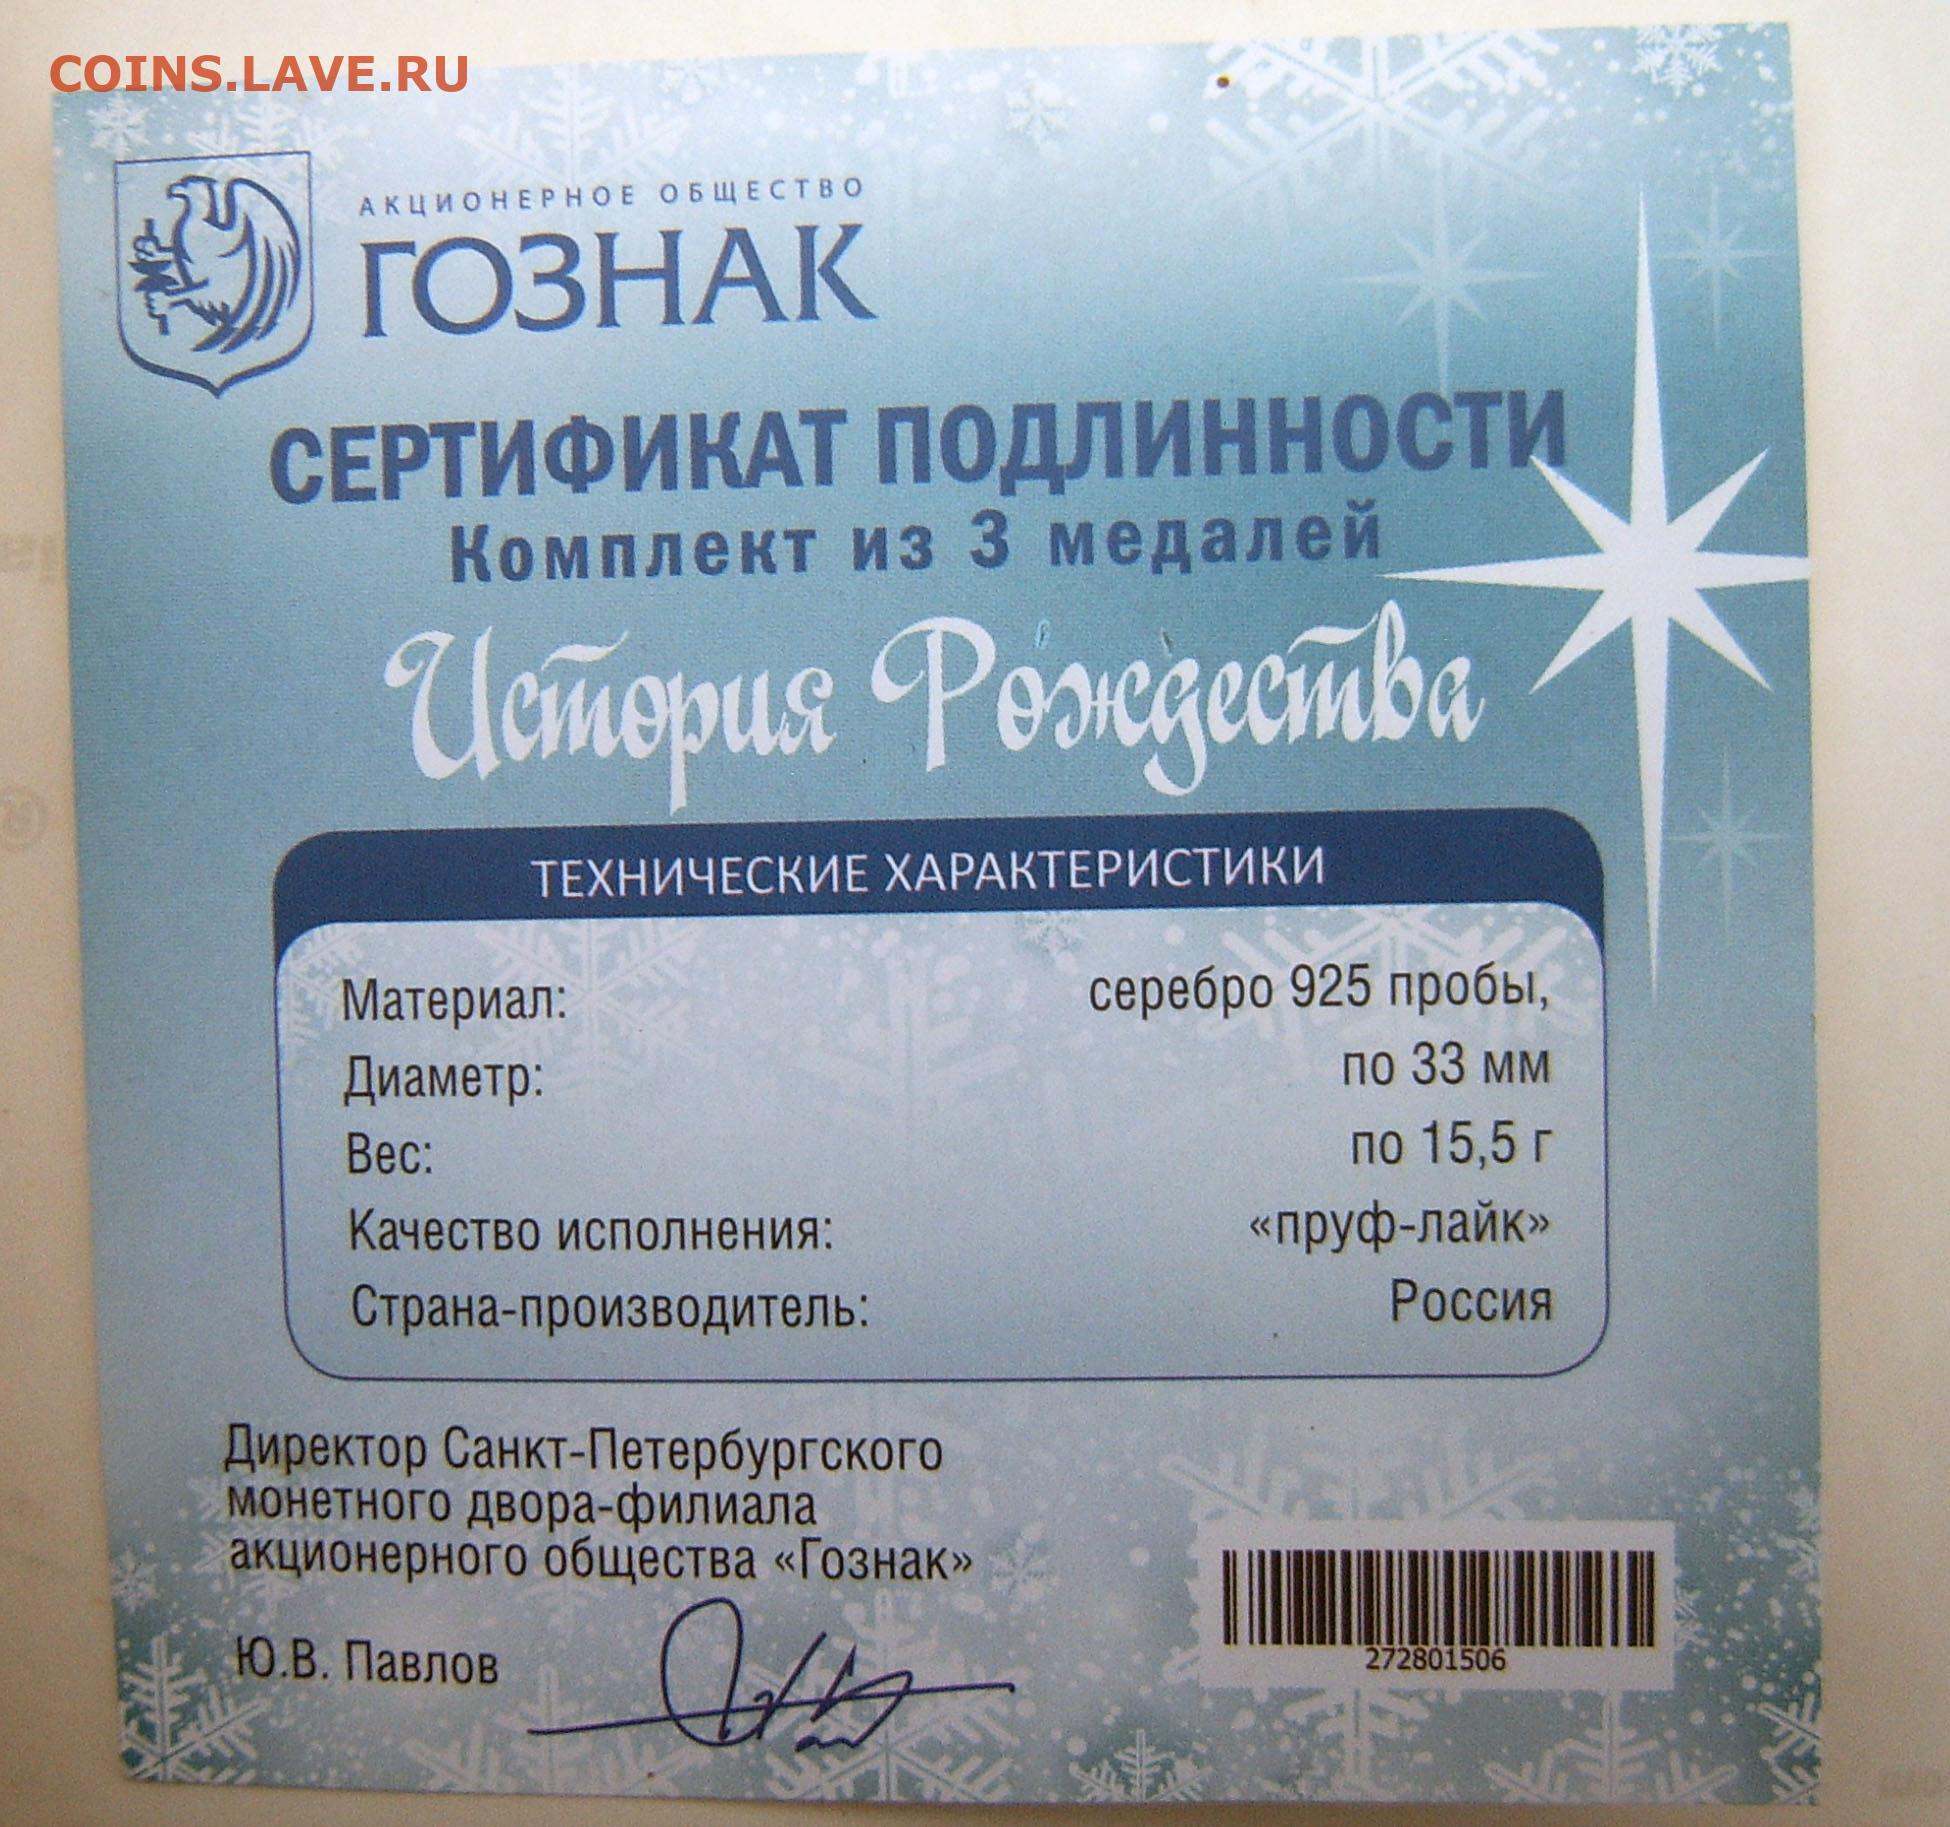 COINS.LAVE.RU
АКЦИОНЕРНОЕ ОБЩЕСТВО
ГОЗНАК
СЕРТИФИКАТ ПОДЛИННОСТИ
Комплект из 3 медалей
История Рождества
ТЕХНИЧЕСКИЕ ХАРАКТЕРИСТИКИ
Материал: серебро 925 пробы,
Диаметр: по 33 мм
Вес: по 15,5 г
Качество исполнения: «пруф-лайк»
Страна-производитель: Россия
Директор Санкт-Петербургского
монетного двора-филиала
акционерного общества «Гознак»
Ю.В. Павлов
272801506